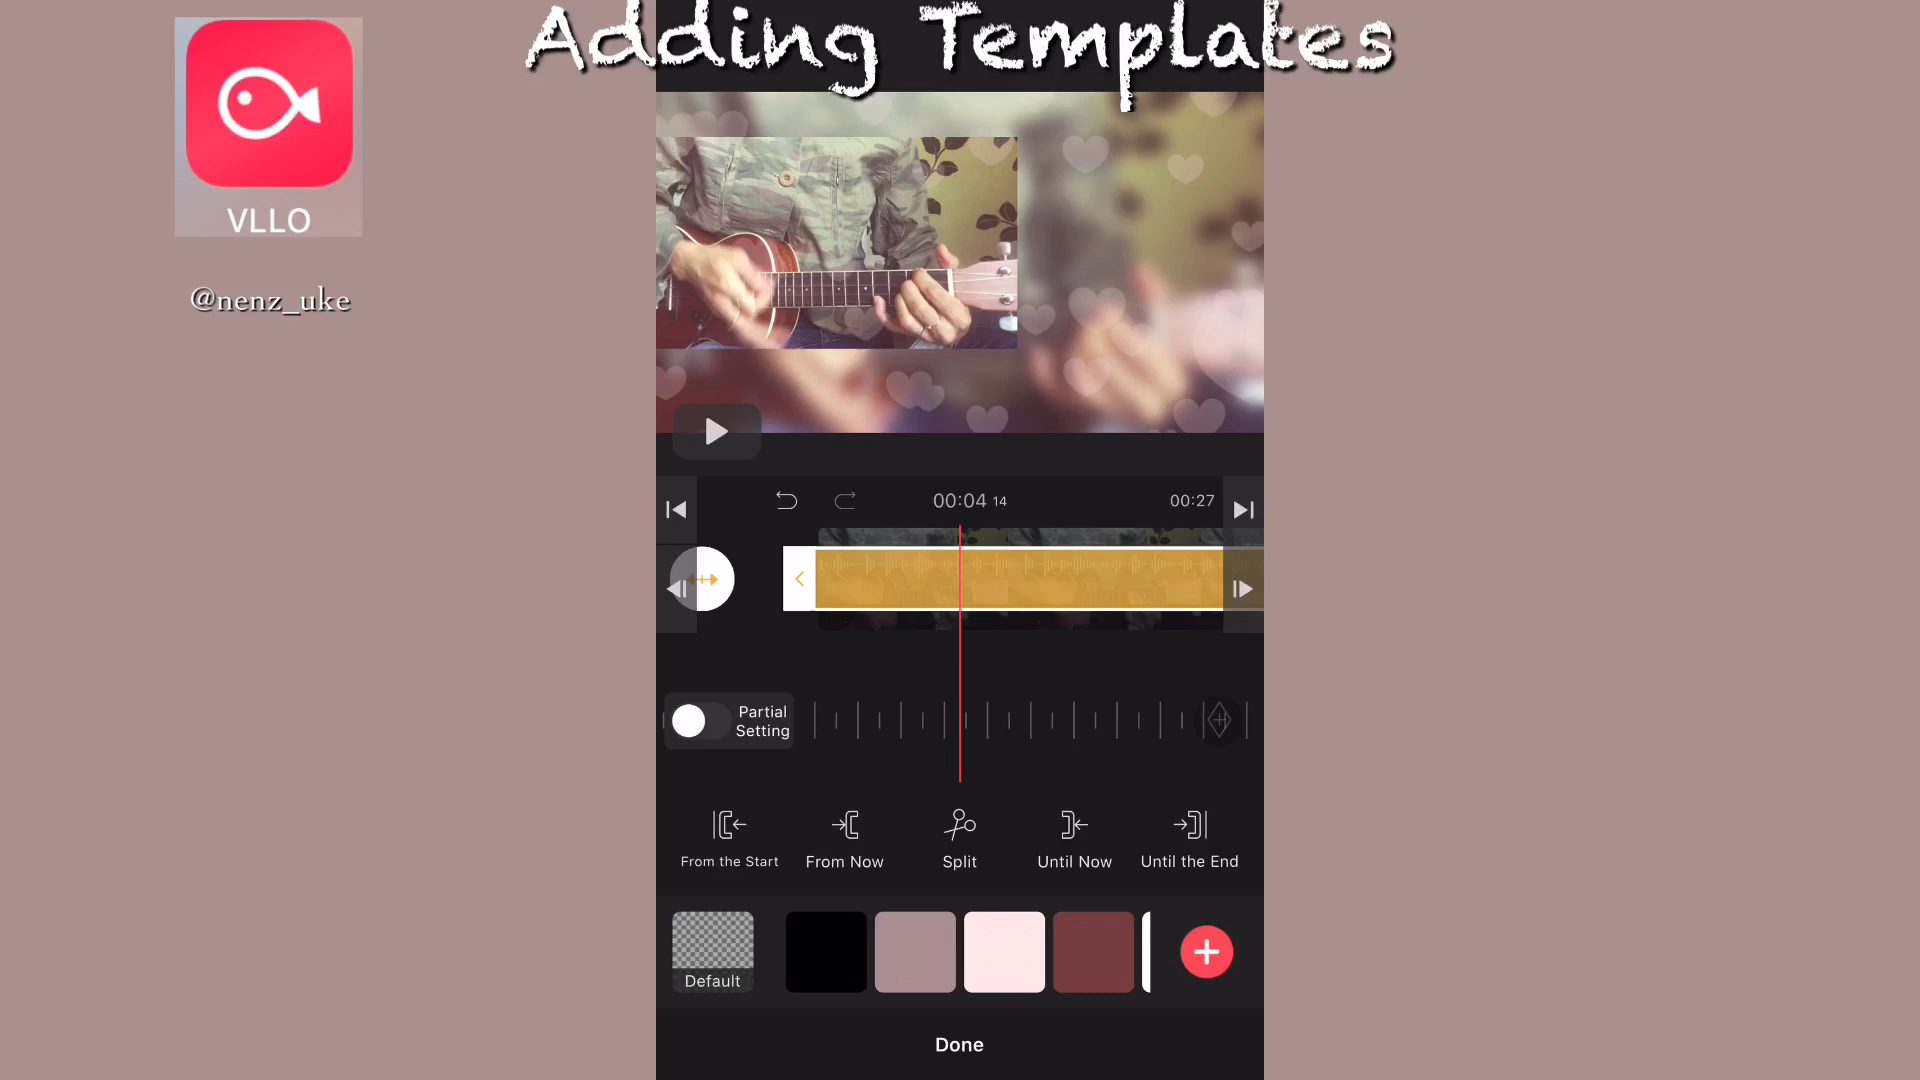 Adding Templates
VLLO
@nenz_uke
00:04 14
00:27
Partial
Setting
From the Start
From Now
Split
Until Now
Until the End
Default
Done